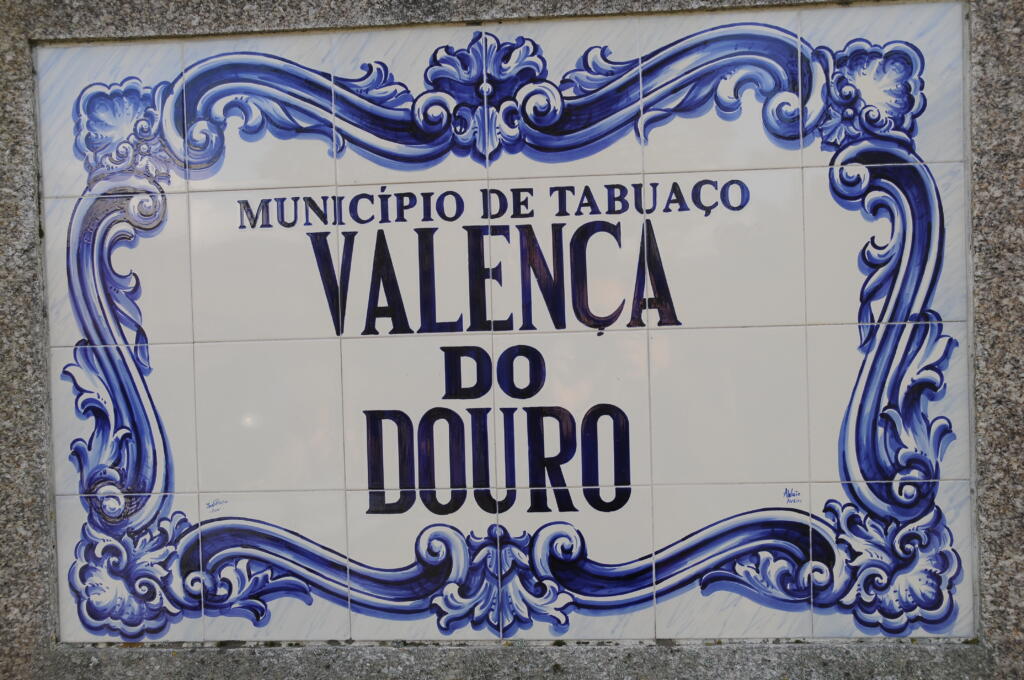 MUNICÍPIO DE TABUAÇO
VALENÇA
DO
DOURO